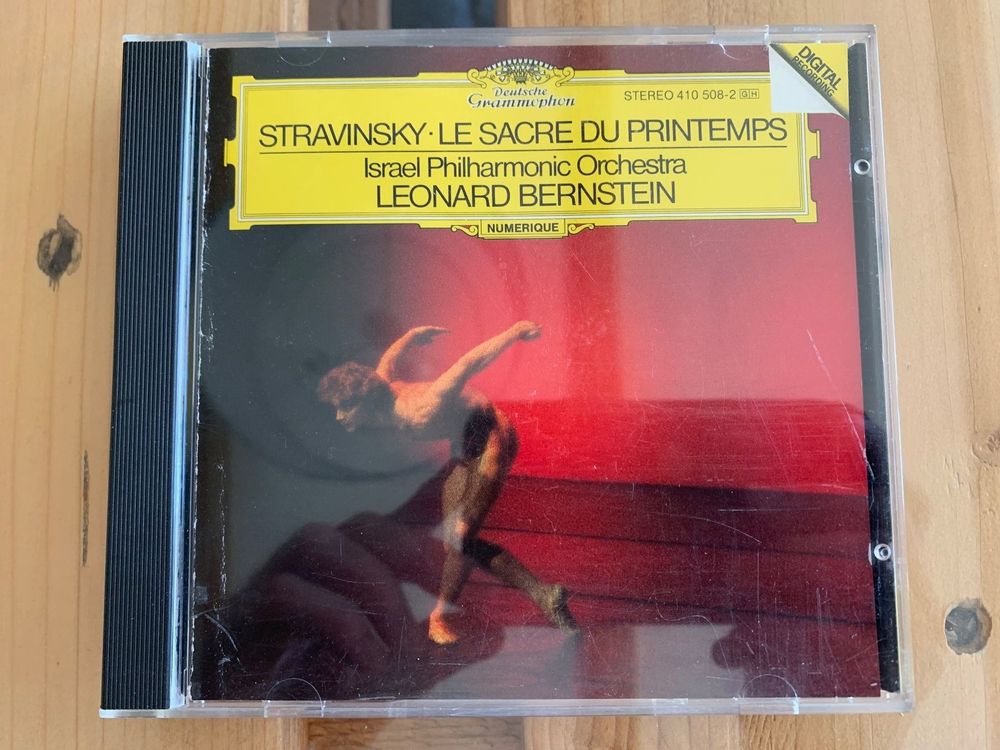 Deutsche
Grammophon
STEREO 410 508-2 GH
DIGITAL
RECORDING
STRAVINSKY · LE SACRE DU PRINTEMPS
Israel Philharmonic Orchestra
LEONARD BERNSTEIN
NUMERIQUE